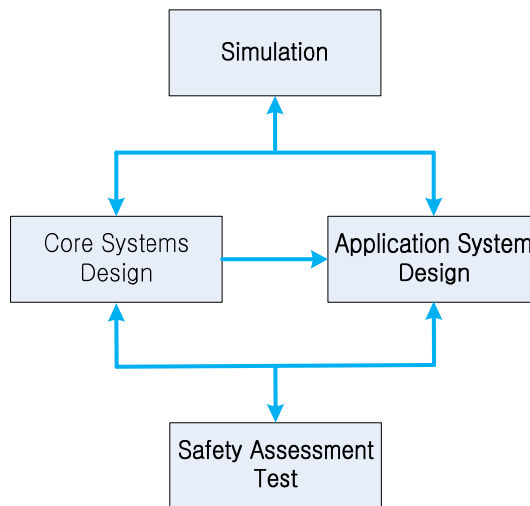 Simulation
Core Systems
Design
Application System
Design
Safety Assessment
Test